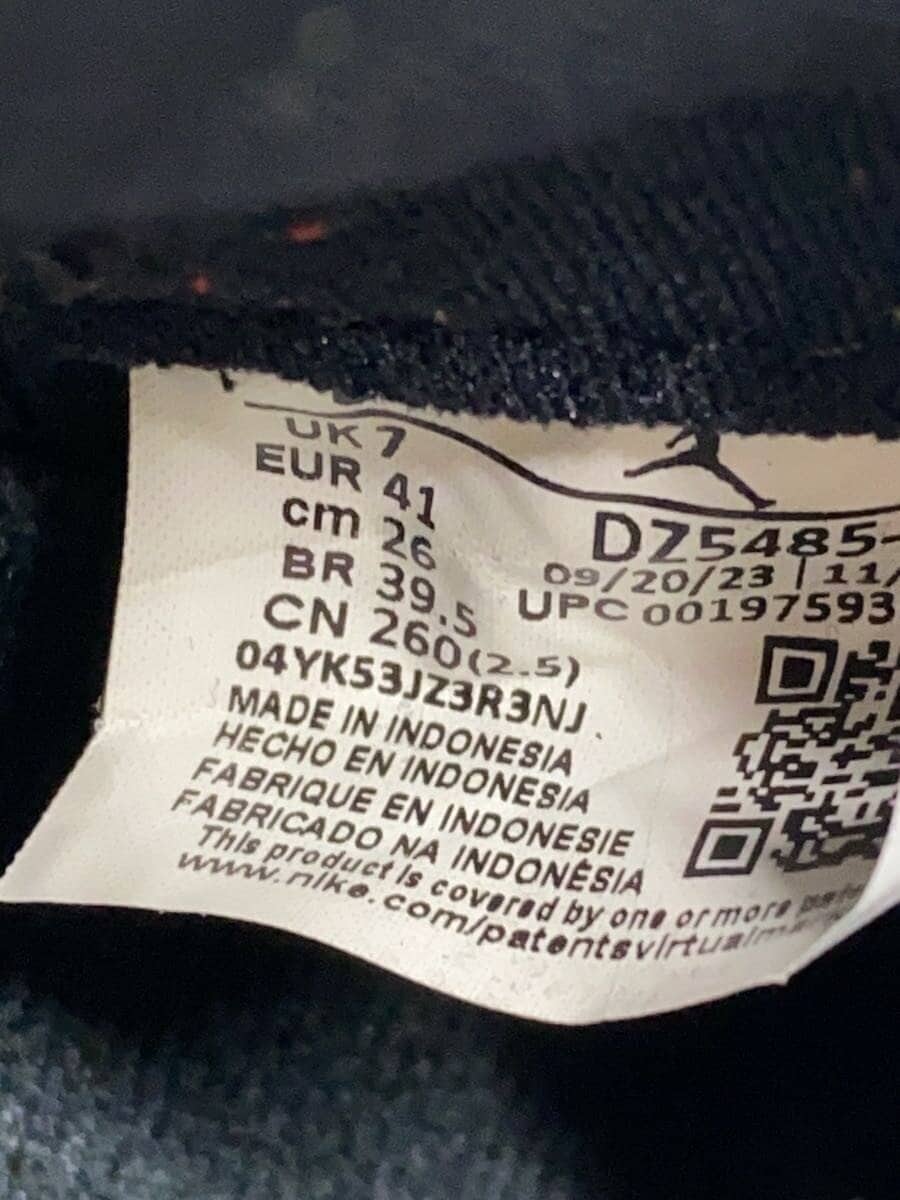 UK 7
EUR 41
cm 26
BR 39.5
CN 260(2.5)
04YK53JZ3R3NJ
MADE IN INDONESIA
HECHO EN INDONESIA
FABRIQUE EN INDONESIE
FABRICADO NA INDONÉSIA
This product is covered by one or more
www.nike.com/patentsvirtual
DZ5485-
09/20/23 | 11/
UPC 00197593